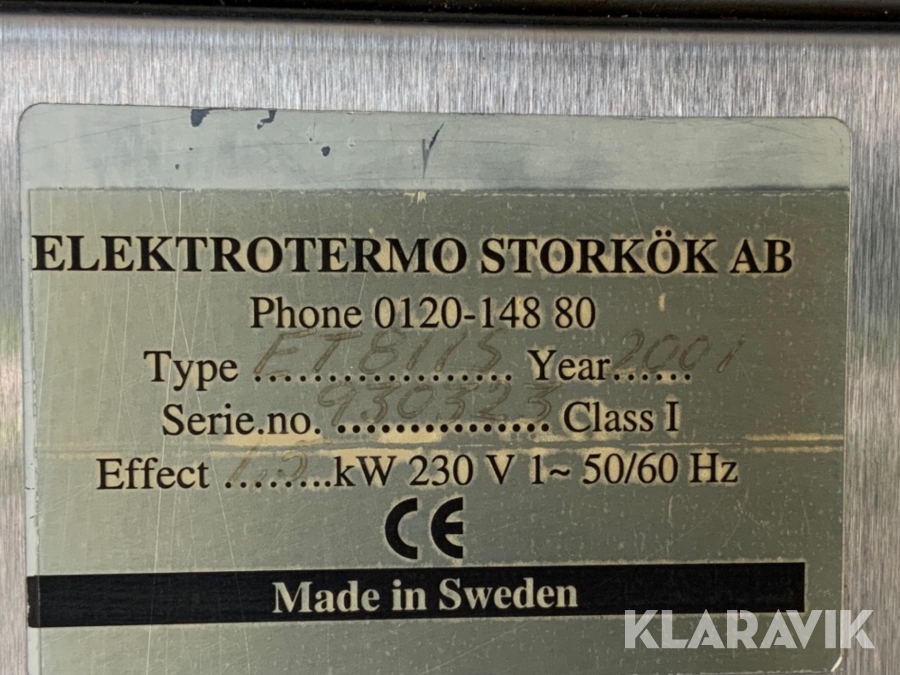 ELEKTROTERMO STORKÖK AB
Phone 0120-148 80
Type ET8115 Year 2001
Serie.no. 930323 Class I
Effect 1,5 kW 230 V 1~ 50/60 Hz
CE
Made in Sweden
KLARAVIK